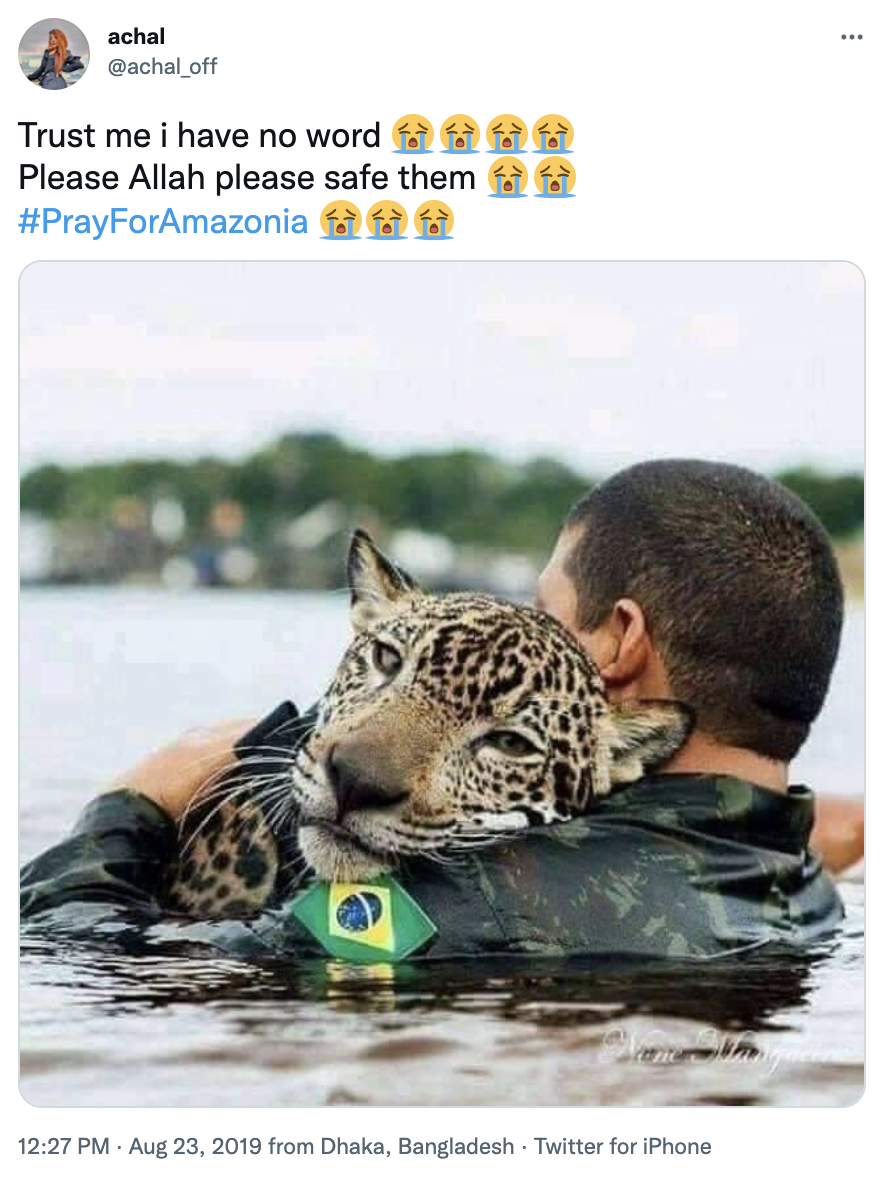 achal
@achal_off
Trust me i have no word 😭😭😭😭
Please Allah please safe them 😭😭
#PrayForAmazonia 😭😭😭
12:27 PM · Aug 23, 2019 from Dhaka, Bangladesh · Twitter for iPhone